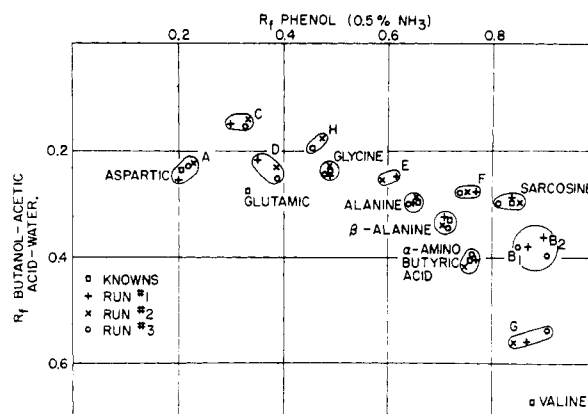 Rf PHENOL (0.5% NH3)
0.2
0.4
0.6
0.8
Rf BUTANOL-ACETIC
ACID-WATER,
0.2
0.4
0.6
C
H
A
D
ASPARTIC
GLYCINE
E
F
GLUTAMIC
SARCOSINE
ALANINE
β-ALANINE
B1
B2
α-AMINO
BUTYRIC
ACID
G
VALINE
KNOWNS
RUN #1
RUN #2
RUN #3